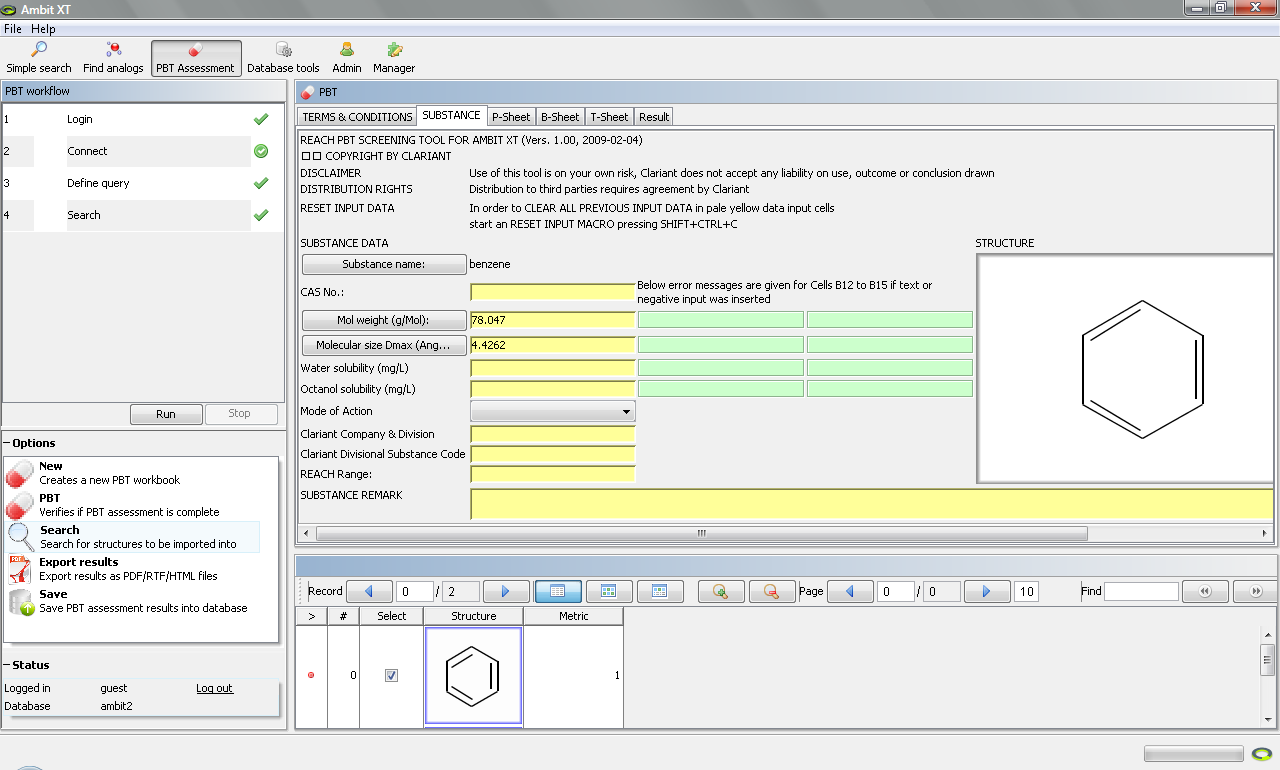 Ambit XT
File Help
Simple search Find analogs PBT Assessment Database tools Admin Manager
PBT workflow
1 Login
2 Connect
3 Define query
4 Search
Run Stop
Options
New
Creates a new PBT workbook
PBT
Verifies if PBT assessment is complete
Search
Search for structures to be imported into
Export results
Export results as PDF/RTF/HTML files
Save
Save PBT assessment results into database
Status
Logged in guest Log out
Database ambit2
PBT
TERMS & CONDITIONS SUBSTANCE P-Sheet B-Sheet T-Sheet Result
REACH PBT SCREENING TOOL FOR AMBIT XT (Vers. 1.00, 2009-02-04)
COPYRIGHT BY CLARIANT
DISCLAIMER Use of this tool is on your own risk, Clariant does not accept any liability on use, outcome or conclusion drawn
DISTRIBUTION RIGHTS Distribution to third parties requires agreement by Clariant
RESET INPUT DATA In order to CLEAR ALL PREVIOUS INPUT DATA in pale yellow data input cells
start an RESET INPUT MACRO pressing SHIFT+CTRL+C
SUBSTANCE DATA STRUCTURE
Substance name: benzene
CAS No.: Below error messages are given for Cells B12 to B15 if text or
negative input was inserted
Mol weight (g/Mol): 78.047
Molecular size Dmax (Ang... 4.4262
Water solubility (mg/L)
Octanol solubility (mg/L)
Mode of Action
Clariant Company & Division
Clariant Divisional Substance Code
REACH Range:
SUBSTANCE REMARK
Record 0 / 2 Page 0 / 0 10 Find
> # Select Structure Metric
0 1